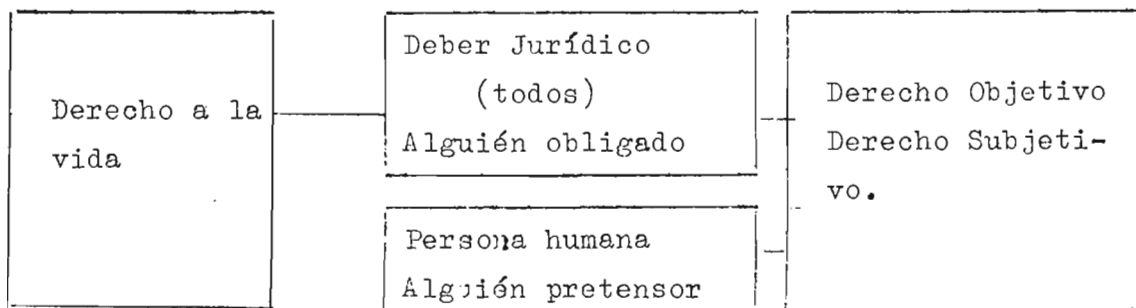 Derecho a la
vida
Deber Jurídico
(todos)
Alguién obligado
Persona humana
Alguién pretensor
Derecho Objetivo
Derecho Subjeti-
vo.